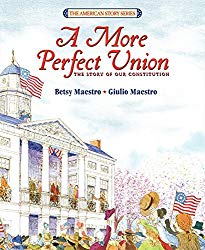 THE AMERICAN STORY SERIES
A More
Perfect Union
THE STORY OF OUR CONSTITUTION
Betsy Maestro • Giulio Maestro